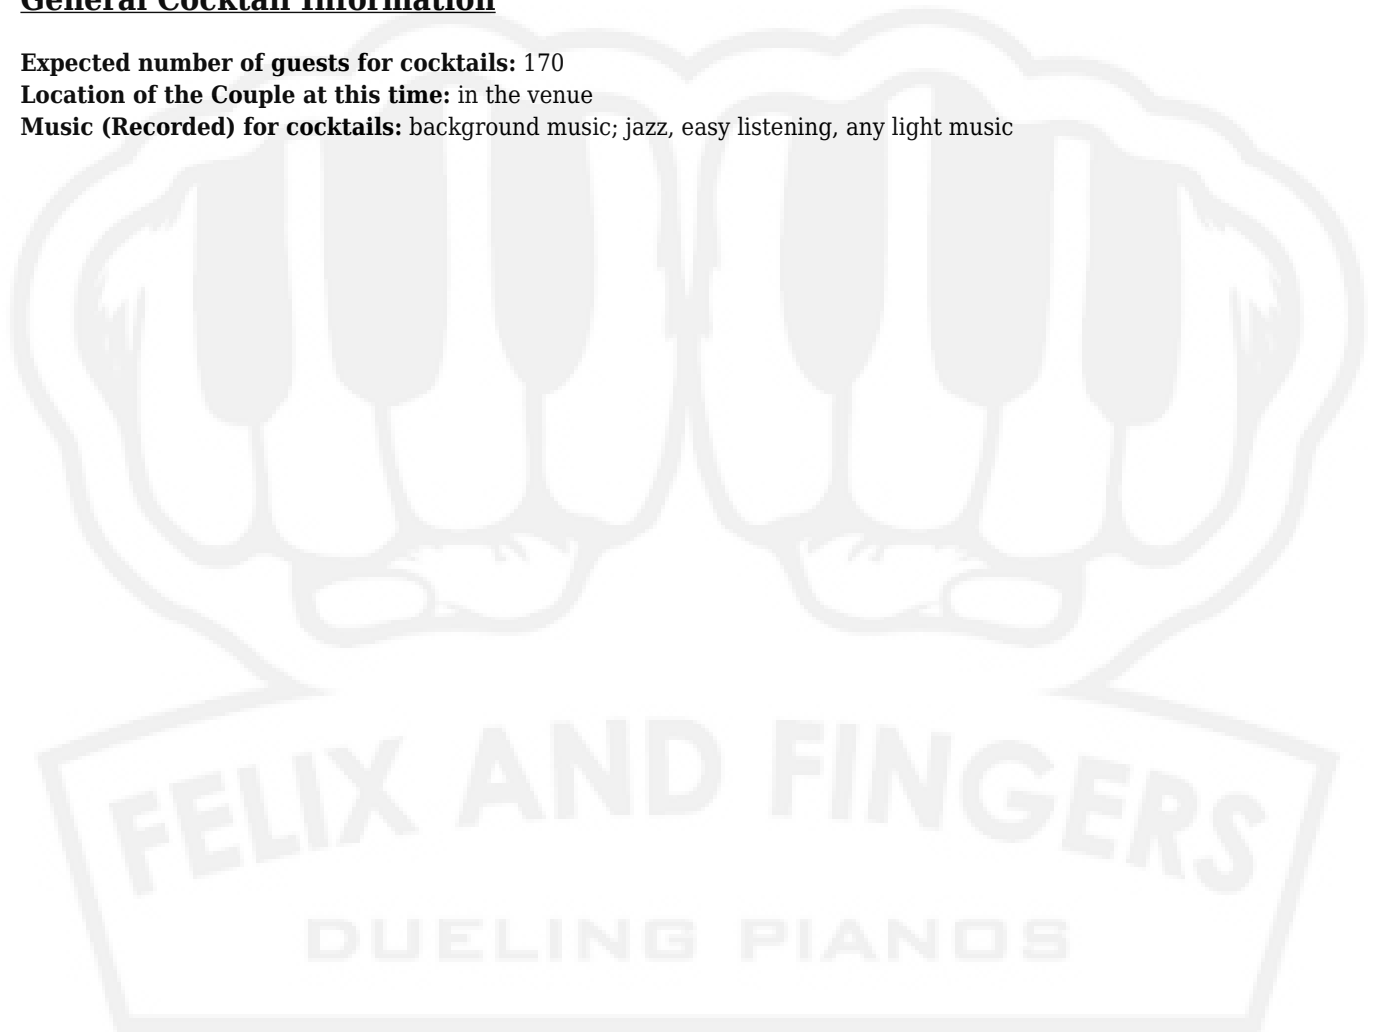 General Cocktail Information
Expected number of guests for cocktails: 170
Location of the Couple at this time: in the venue
Music (Recorded) for cocktails: background music; jazz, easy listening, any light music
FELIX AND FINGERS
DUELING PIANOS